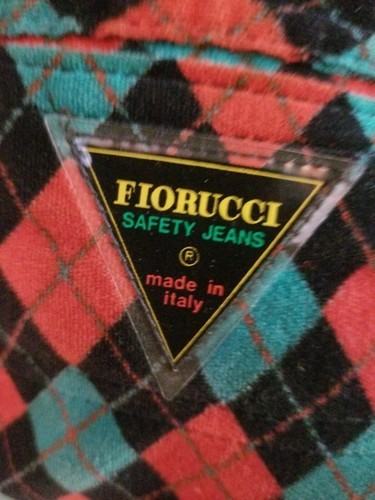 FIORUCCI
SAFETY JEANS
®
made in
italy